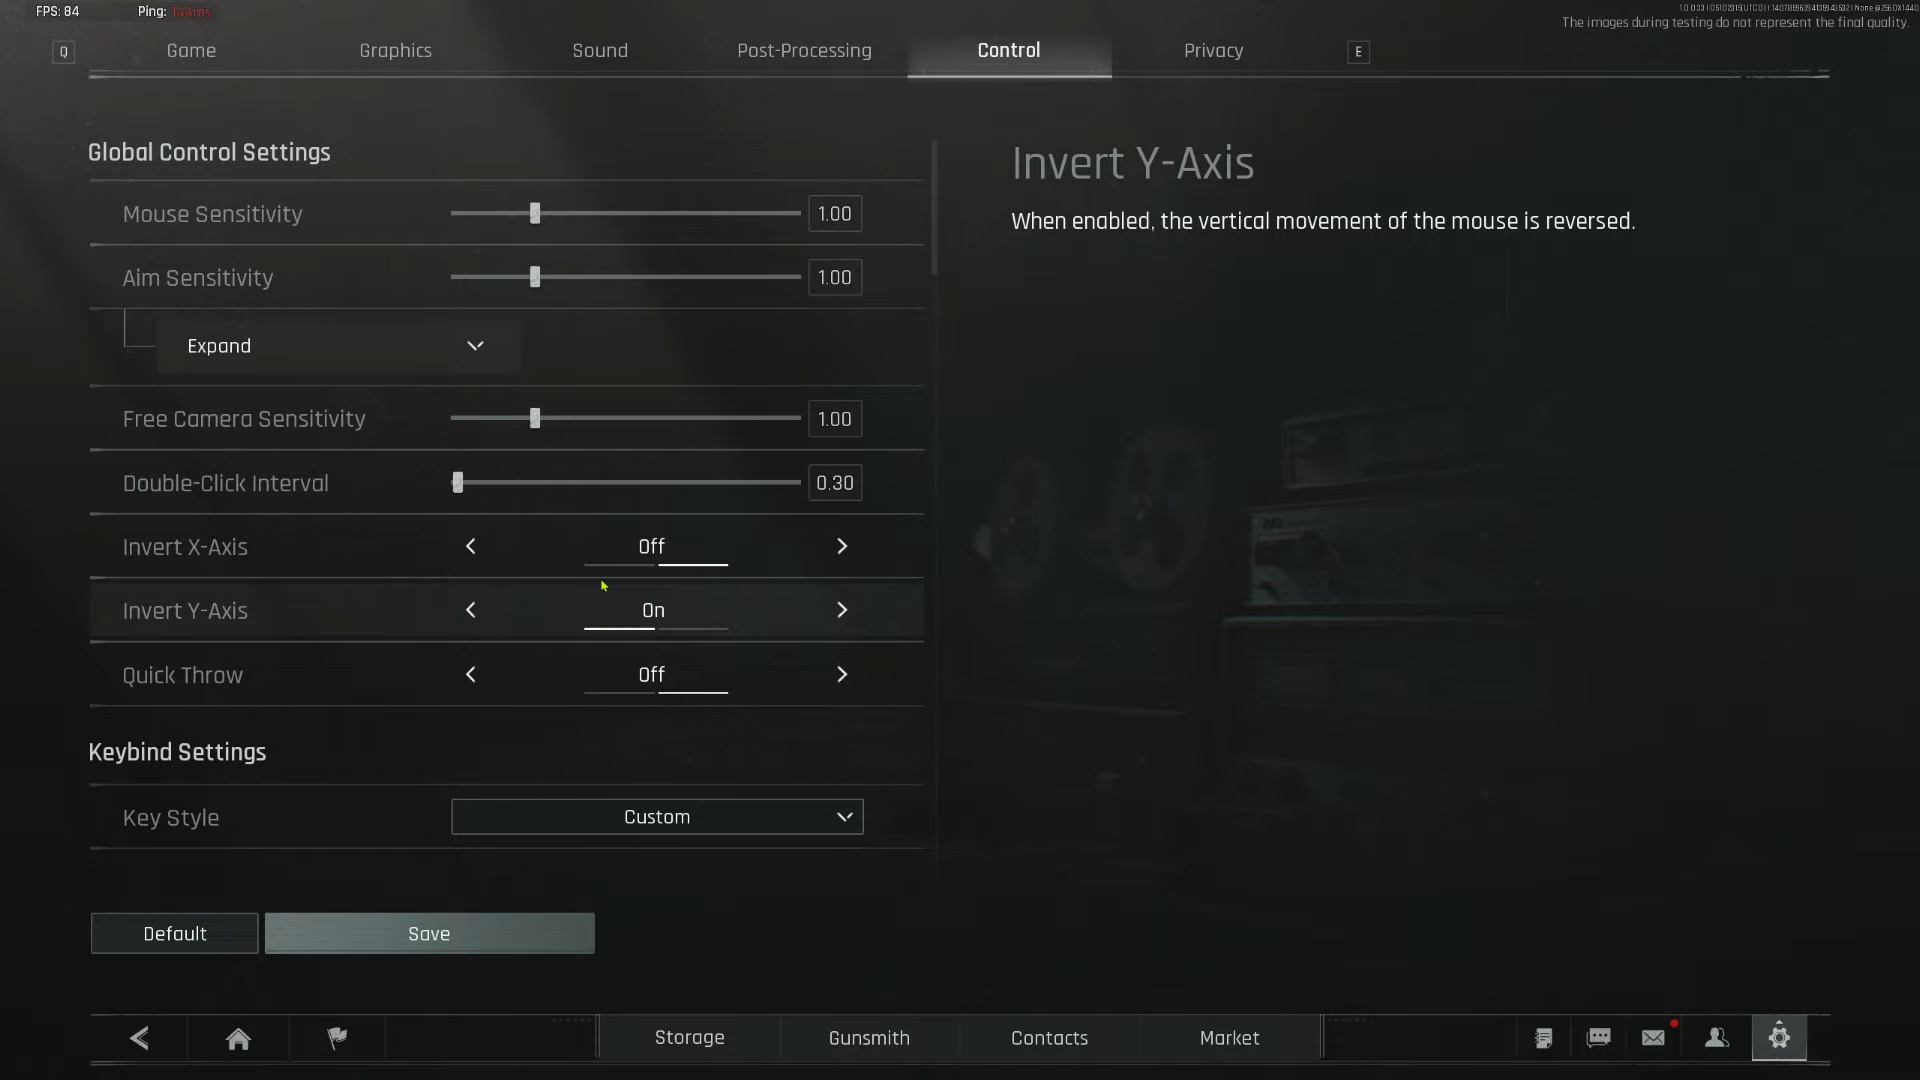 FPS: 84
Ping: 144ms
The images during testing do not represent the final quality.
Q
Game
Graphics
Sound
Post-Processing
Control
Privacy
E
Global Control Settings
Mouse Sensitivity
1.00
Aim Sensitivity
1.00
Expand
Free Camera Sensitivity
1.00
Double-Click Interval
0.30
Invert X-Axis
Off
Invert Y-Axis
On
Quick Throw
Off
Keybind Settings
Key Style
Custom
Default
Save
Invert Y-Axis
When enabled, the vertical movement of the mouse is reversed.
Storage
Gunsmith
Contacts
Market